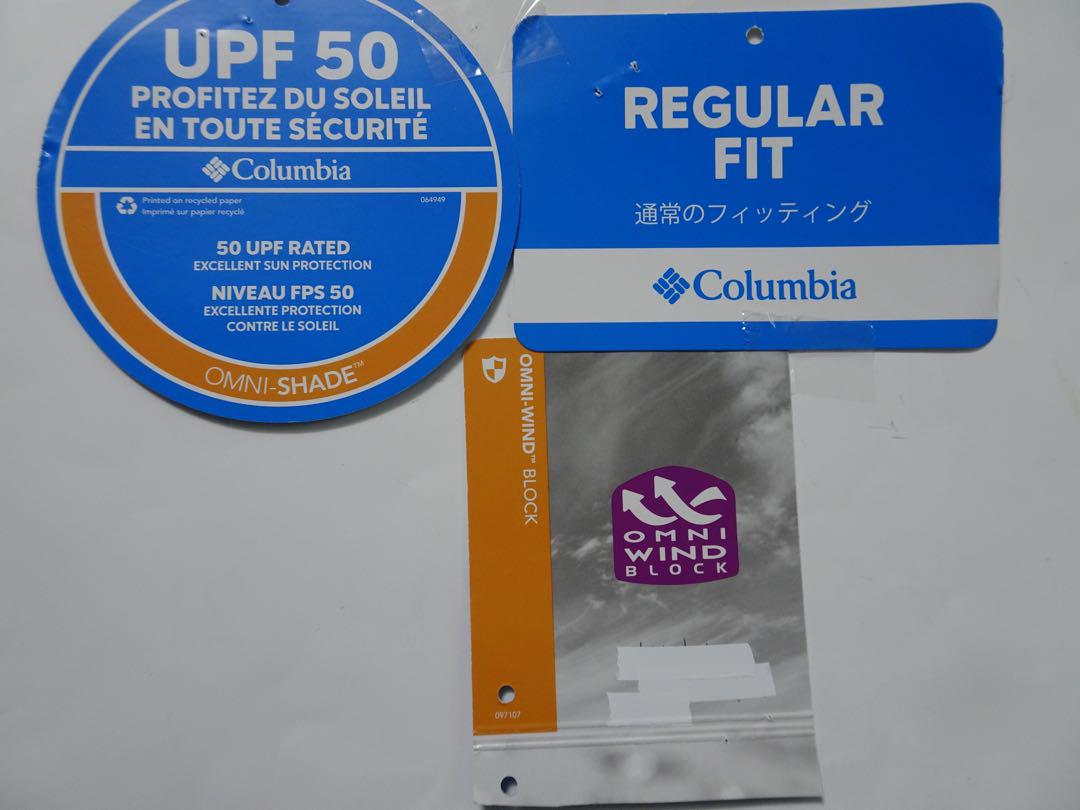 UPF 50
PROFITEZ DU SOLEIL
EN TOUTE SÉCURITÉ
Columbia
Printed on recycled paper
Imprimé sur papier recyclé
064949
50 UPF RATED
EXCELLENT SUN PROTECTION
NIVEAU FPS 50
EXCELLENTE PROTECTION
CONTRE LE SOLEIL
OMNI-SHADE™
REGULAR
FIT
通常のフィッティング
Columbia
OMNI-WIND™ BLOCK
OMNI
WIND
BLOCK
097107